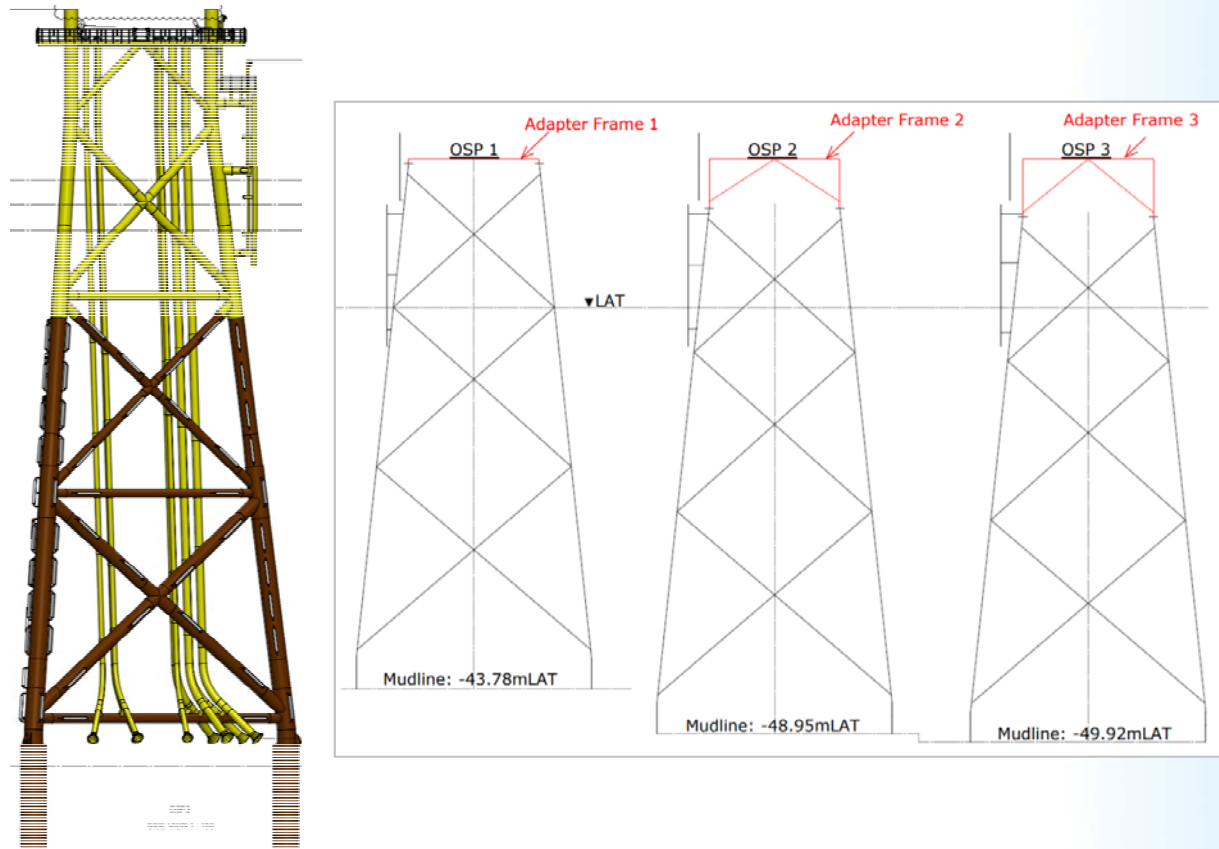 Adapter Frame 1
OSP 1
Adapter Frame 2
OSP 2
Adapter Frame 3
OSP 3
▼LAT
Mudline: -43.78mLAT
Mudline: -48.95mLAT
Mudline: -49.92mLAT